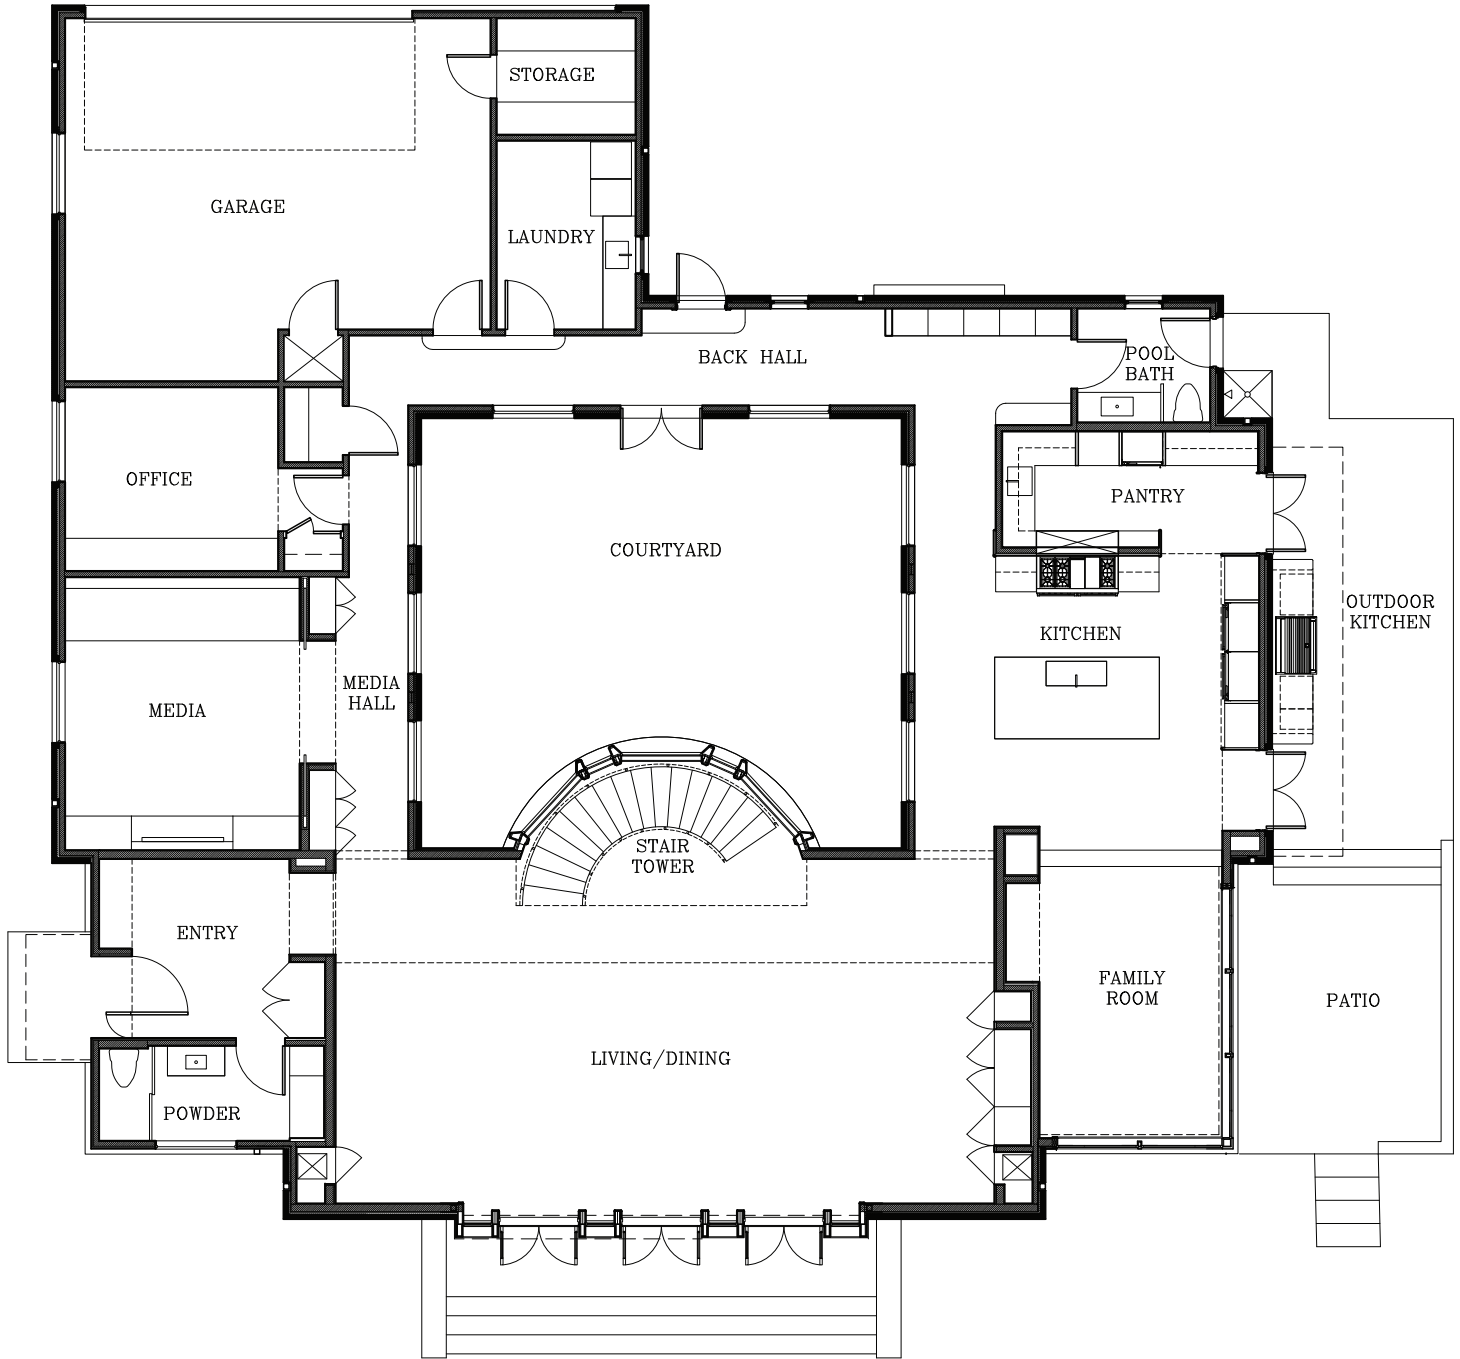 STORAGE
GARAGE
LAUNDRY
BACK HALL
POOL
BATH
OFFICE
PANTRY
COURTYARD
OUTDOOR
KITCHEN
KITCHEN
MEDIA
HALL
MEDIA
STAIR
TOWER
ENTRY
FAMILY
ROOM
PATIO
LIVING/DINING
POWDER